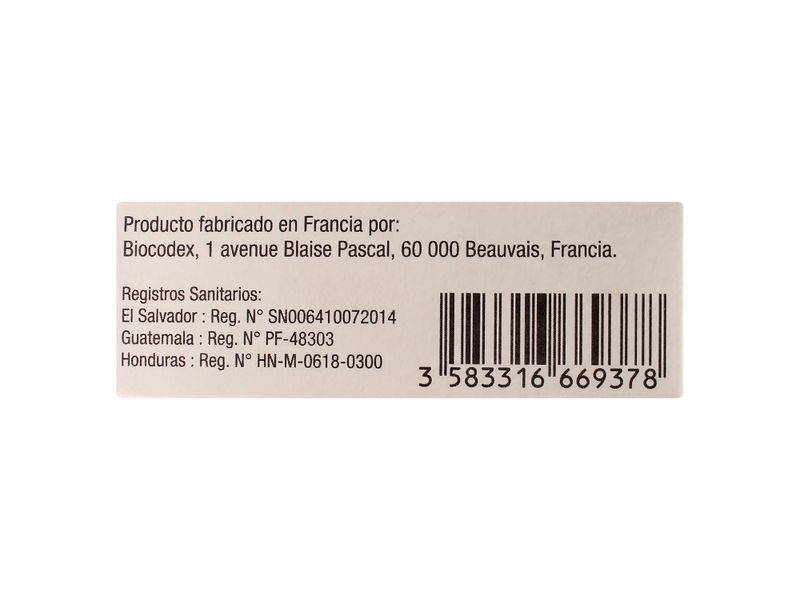 Producto fabricado en Francia por:
Biocodex, 1 avenue Blaise Pascal, 60 000 Beauvais, Francia.
Registros Sanitarios:
El Salvador : Reg. N° SN006410072014
Guatemala : Reg. N° PF-48303
Honduras : Reg. N° HN-M-0618-0300
3 583316 669378